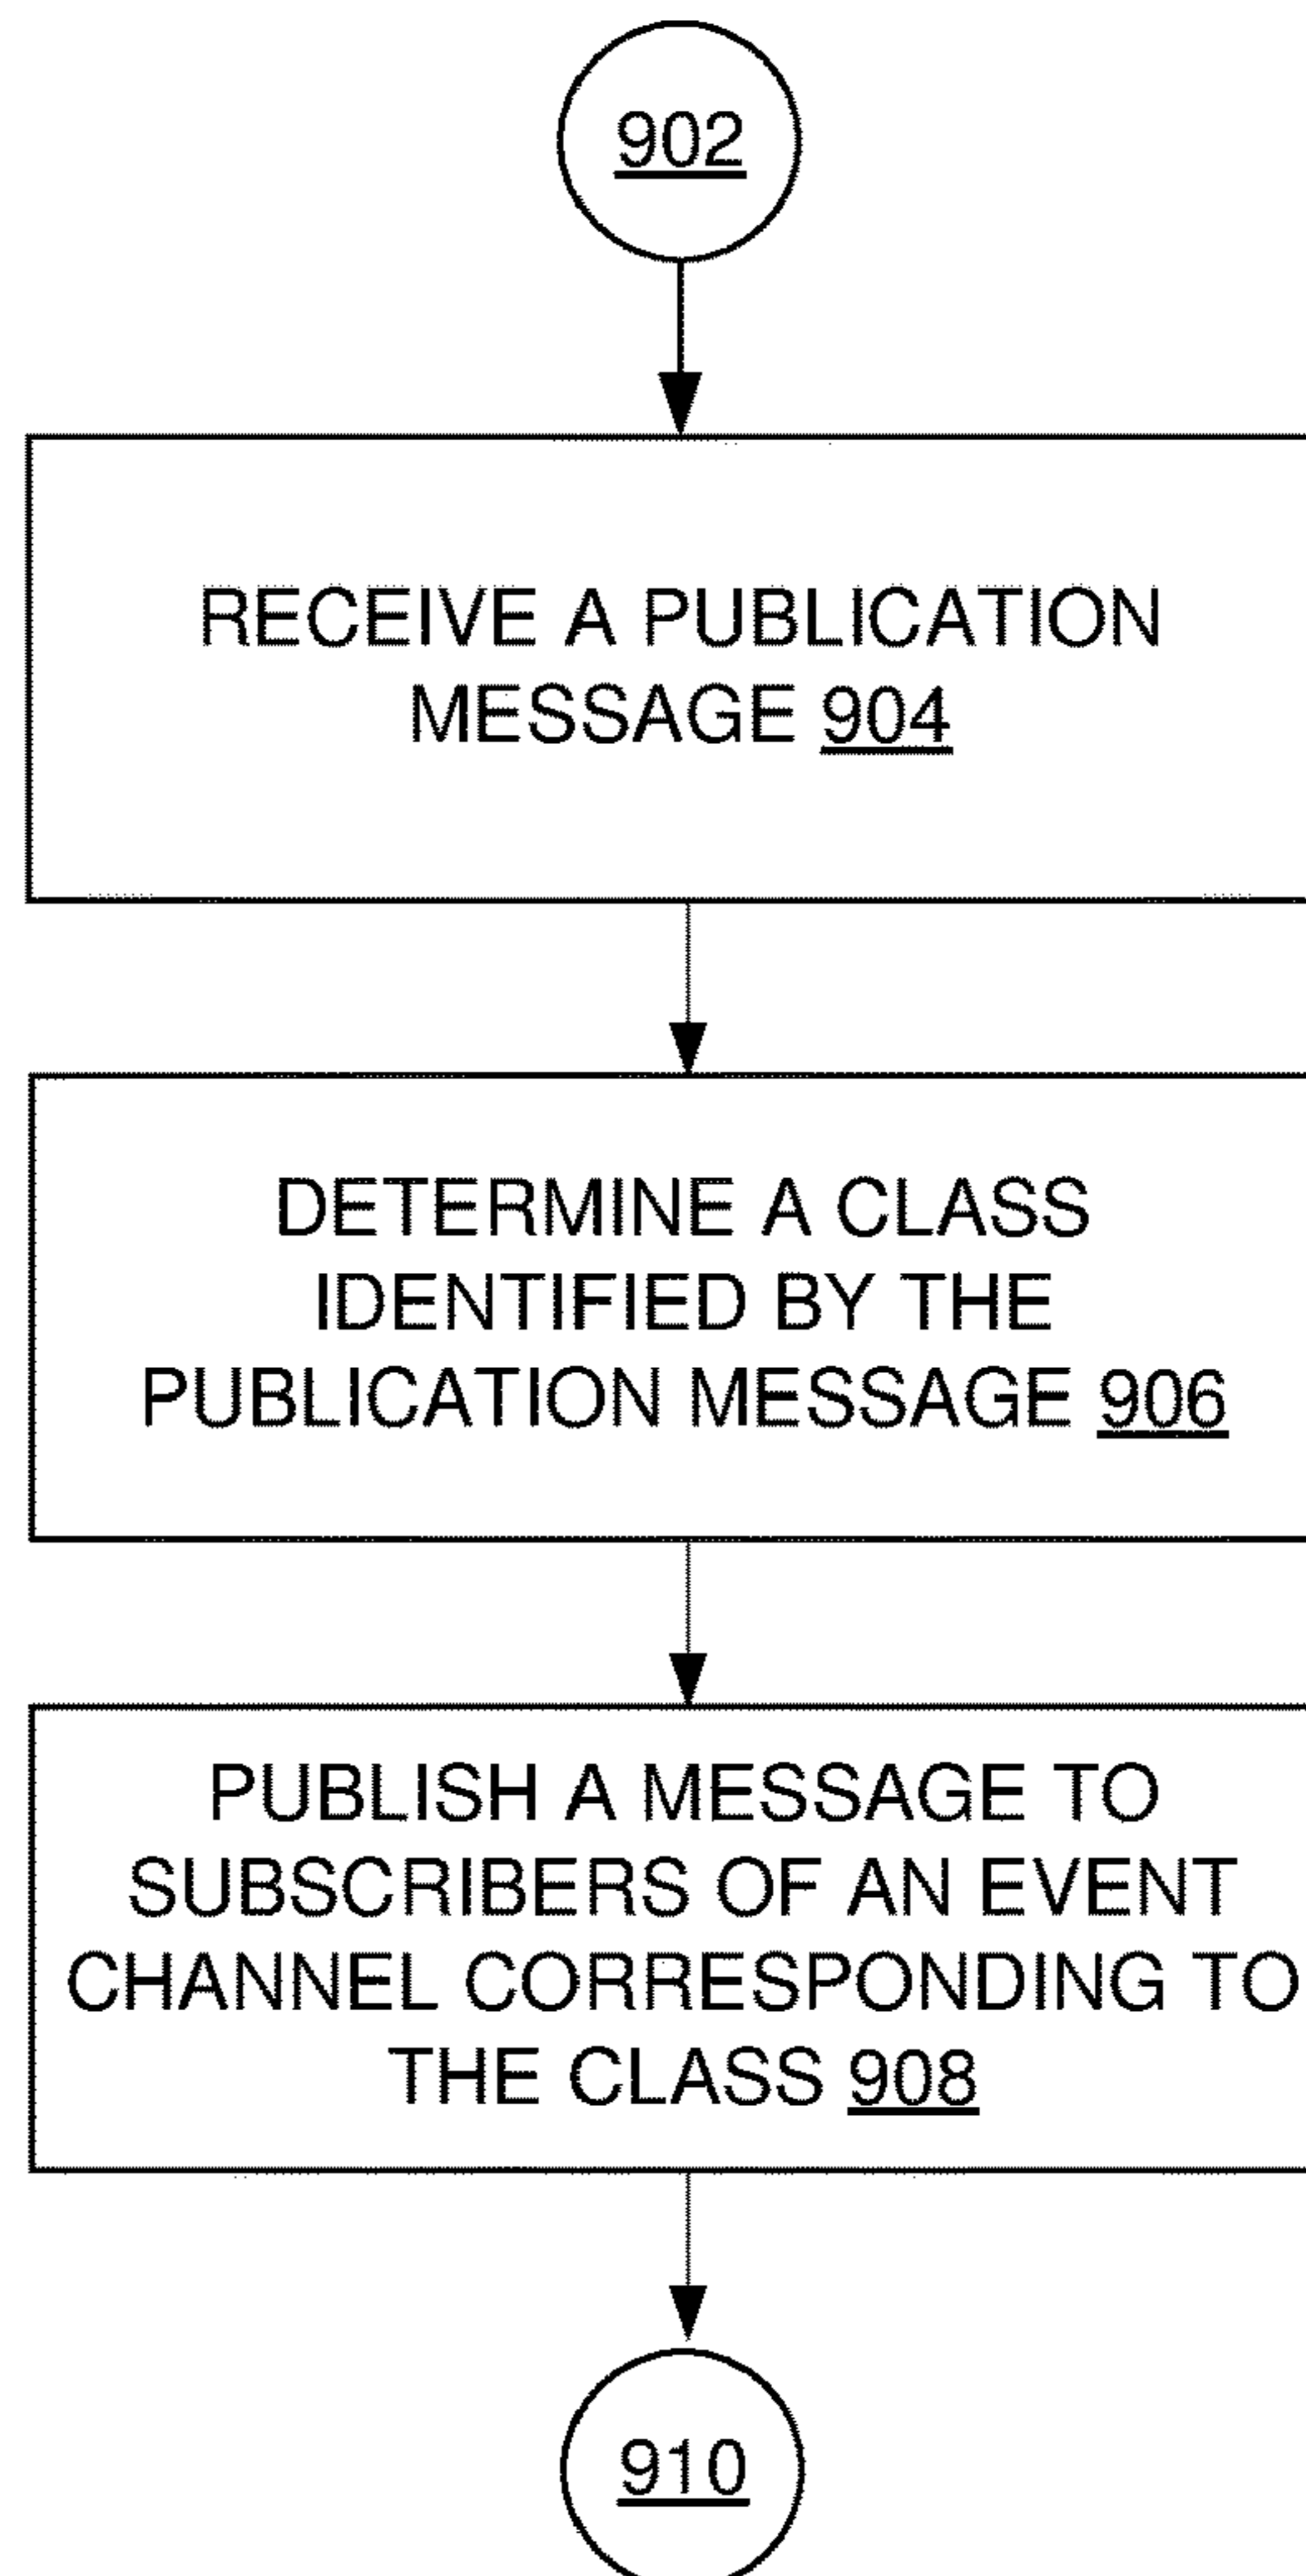 902
RECEIVE A PUBLICATION
MESSAGE 904
DETERMINE A CLASS
IDENTIFIED BY THE
PUBLICATION MESSAGE 906
PUBLISH A MESSAGE TO
SUBSCRIBERS OF AN EVENT
CHANNEL CORRESPONDING TO
THE CLASS 908
910